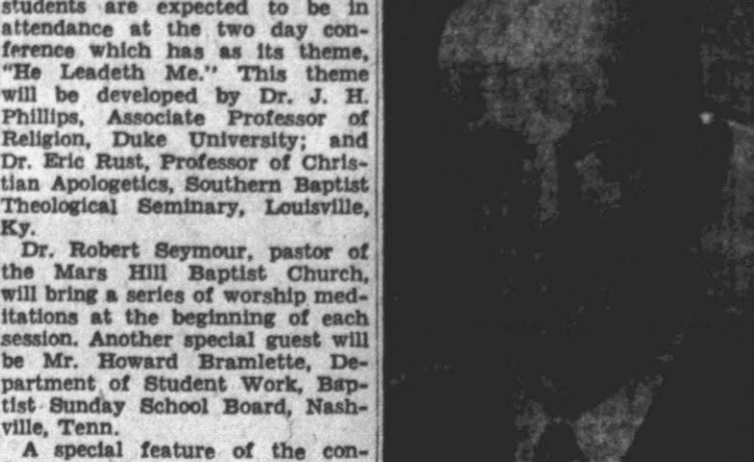 students are expected to be in
attendance at the two day con-
ference which has as its theme,
"He Leadeth Me." This theme
will be developed by Dr. J. H.
Phillips, Associate Professor of
Religion, Duke University; and
Dr. Eric Rust, Professor of Chris-
tian Apologetics, Southern Baptist
Theological Seminary, Louisville,
Ky.
Dr. Robert Seymour, pastor of
the Mars Hill Baptist Church,
will bring a series of worship med-
itations at the beginning of each
session. Another special guest will
be Mr. Howard Bramlette, De-
partment of Student Work, Bap-
tist Sunday School Board, Nash-
ville, Tenn.
A special feature of the con-